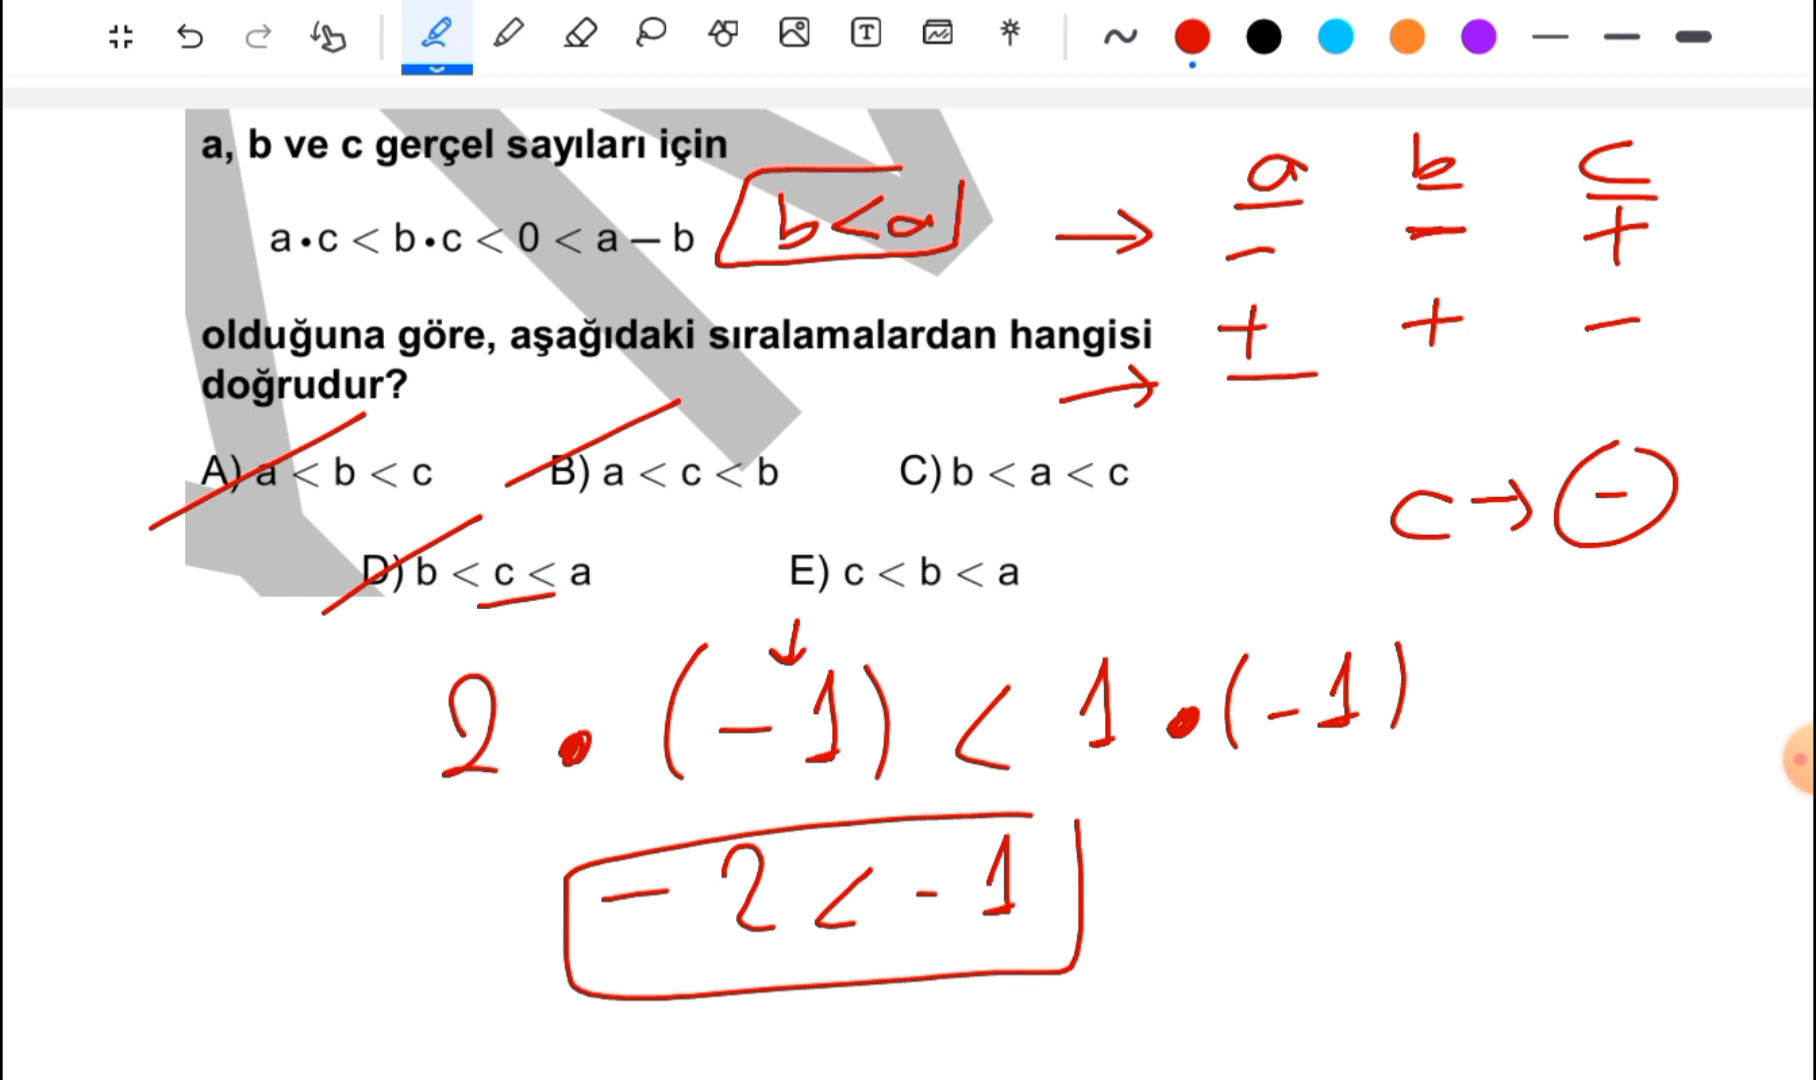 a, b ve c gerçel sayıları için
a•c < b•c < 0 < a – b
b<a
olduğuna göre, aşağıdaki sıralamalardan hangisi
doğrudur?
A) a < b < c
B) a < c < b
C) b < a < c
D) b < c < a
E) c < b < a
→ a b c
- - +
→ + + -
c → -
2 . (-1) < 1 . (-1)
-2 < -1
T